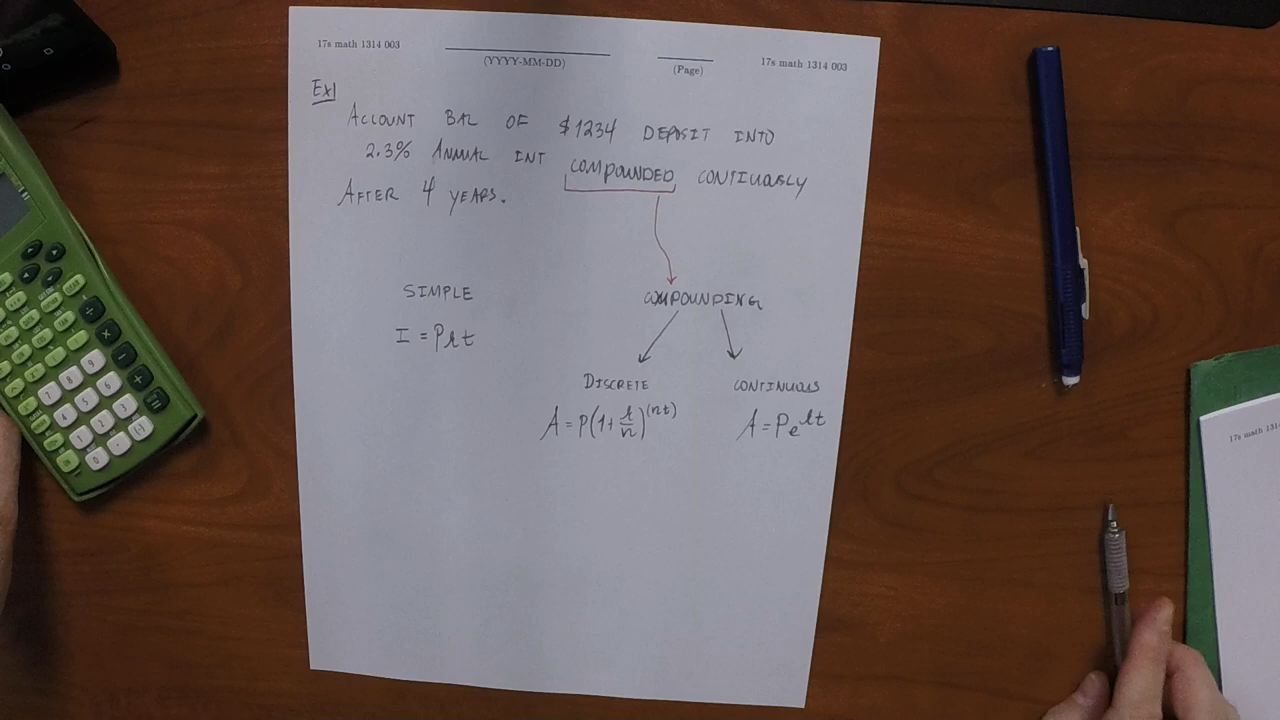 17s math 1314 003
(YYYY-MM-DD)
(Page)
17s math 1314 003
Ex1
ACCOUNT BAL OF $1234 DEPOSIT INTO
2.3% ANNUAL INT COMPOUNDED CONTINUOSLY
AFTER 4 YEARS.
SIMPLE
I = Prt
COMPOUNDING
DISCRETE
A = P(1+ r/n)^(nt)
CONTINUOUS
A = Pe^rt
17s math 131